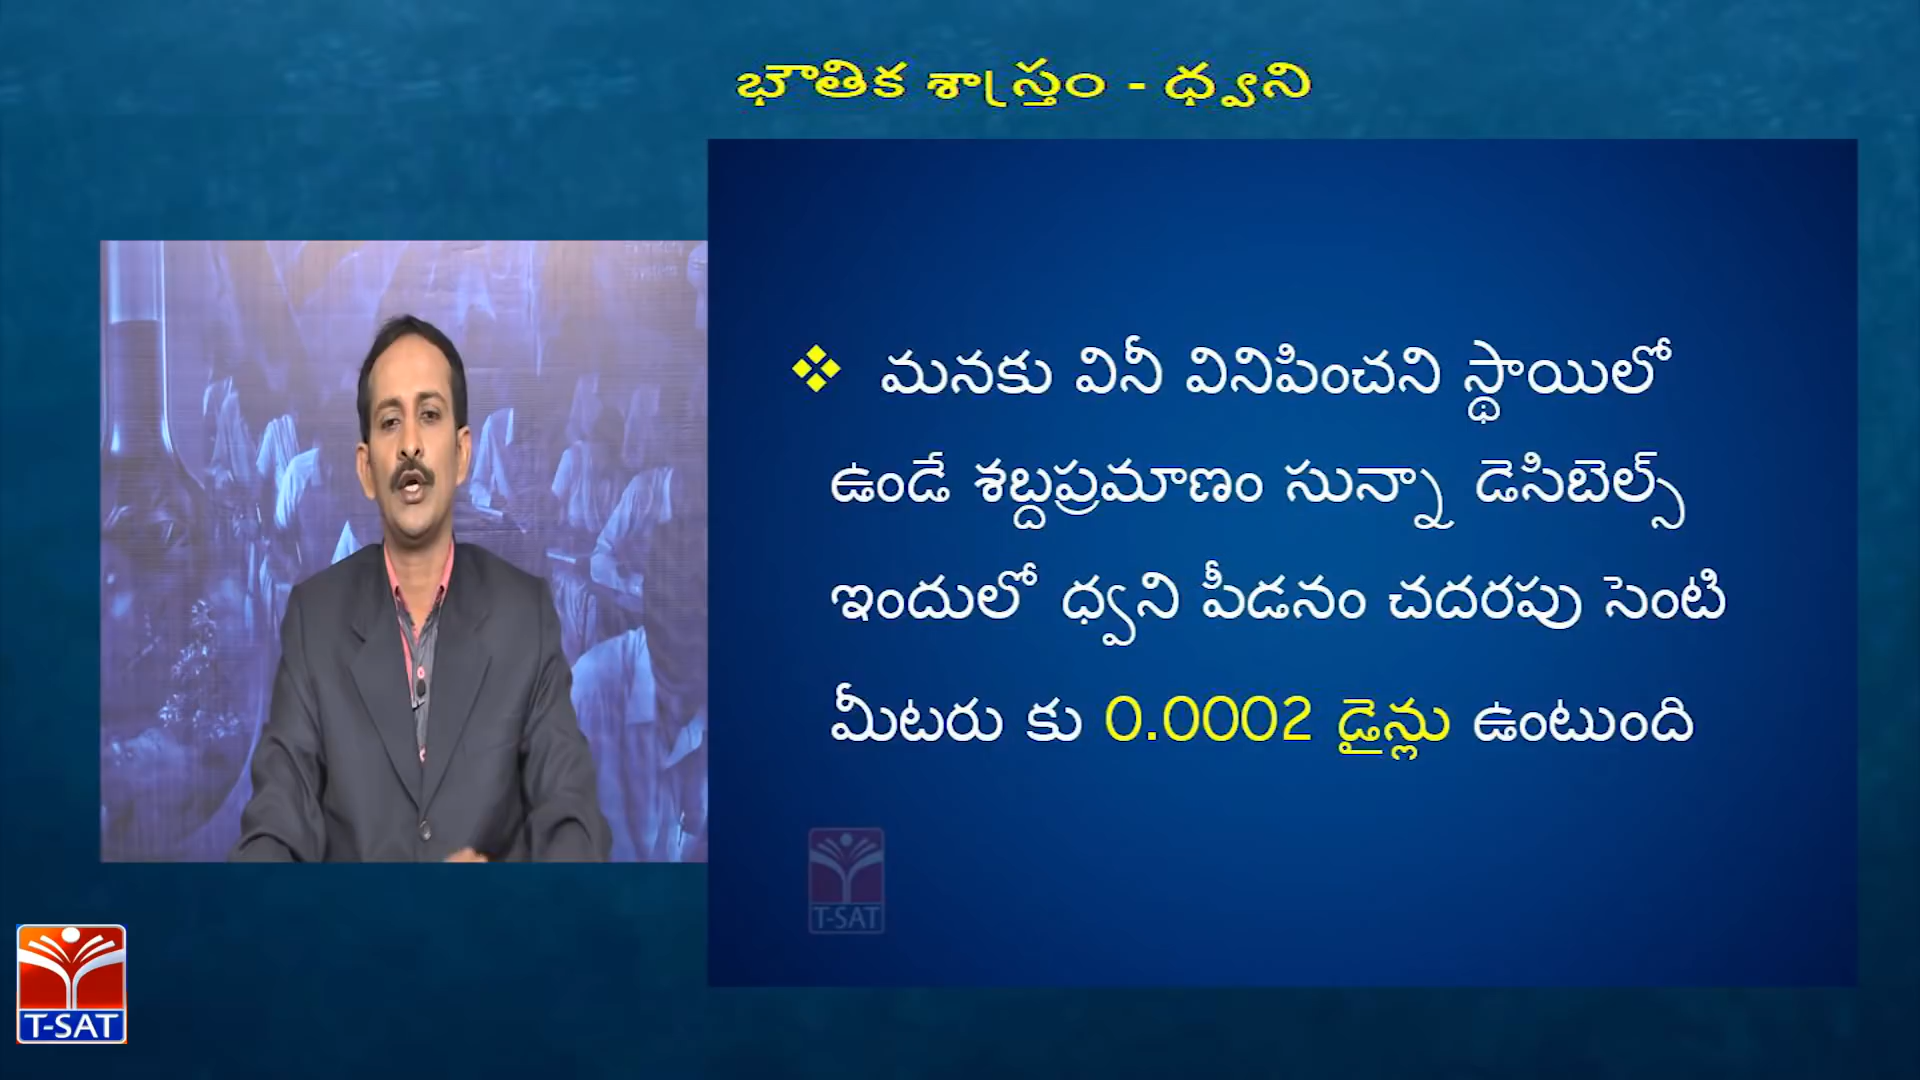 భౌతిక శాస్త్రం - ధ్వని
❖ మనకు వినీ వినిపించని స్థాయిలో
ఉండే శబ్దప్రమాణం సున్నా డెసిబెల్స్
ఇందులో ధ్వని పీడనం చదరపు సెంటి
మీటరు కు 0.0002 డైన్లు ఉంటుంది
T-SAT
T-SAT